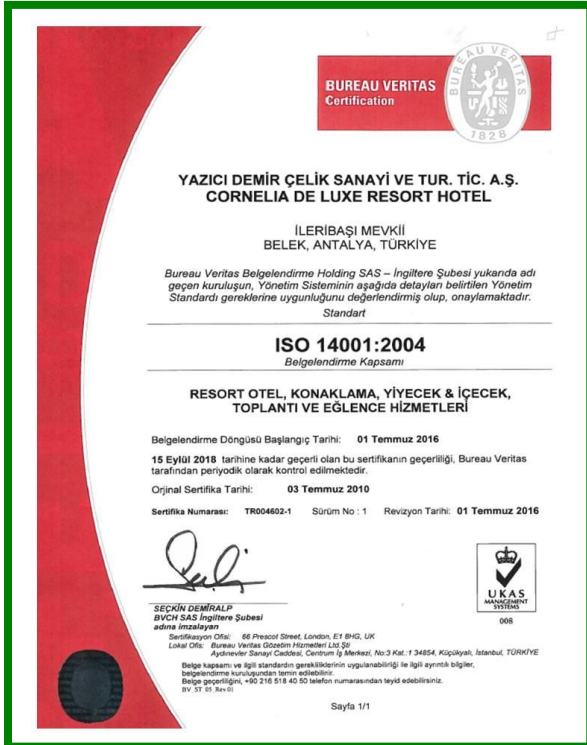 BUREAU VERITAS
Certification
BUREAU VERITAS
1828
YAZICI DEMİR ÇELİK SANAYİ VE TUR. TİC. A.Ş.
CORNELIA DE LUXE RESORT HOTEL
İLERİBAŞI MEVKİİ
BELEK, ANTALYA, TÜRKİYE
Bureau Veritas Belgelendirme Holding SAS – İngiltere Şubesi yukarıda adı
geçen kuruluşun, Yönetim Sisteminin aşağıda detayları belirtilen Yönetim
Standardı gereklerine uygunluğunu değerlendirmiş olup, onaylamaktadır.
Standart
ISO 14001:2004
Belgelendirme Kapsamı
RESORT OTEL, KONAKLAMA, YİYECEK & İÇECEK,
TOPLANTI VE EĞLENCE HİZMETLERİ
Belgelendirme Döngüsü Başlangıç Tarihi: 01 Temmuz 2016
15 Eylül 2018 tarihine kadar geçerli olan bu sertifikanın geçerliliği, Bureau Veritas
tarafından periyodik olarak kontrol edilmektedir.
Orjinal Sertifika Tarihi: 03 Temmuz 2010
Sertifika Numarası: TR004602-1 Sürüm No : 1 Revizyon Tarihi: 01 Temmuz 2016
SEÇKİN DEMİRALP
BVCH SAS İngiltere Şubesi
adına imzalayan
UKAS
MANAGEMENT
SYSTEMS
008
Sertifikasyon Ofisi: 66 Prescot Street, London, E1 8HG, UK
Lokal Ofis: Bureau Veritas Gözetim Hizmetleri Ltd.Şti
Aydınevler Sanayi Caddesi, Centrum İş Merkezi, No:3 Kat.:1 34854, Küçükyalı, İstanbul, TÜRKİYE
Belge kapsamı ve ilgili standardın gerekliliklerinin uygulanabilirliği ile ilgili ayrıntılı bilgiler,
belgelendirme kuruluşundan temin edilebilir.
Belge geçerliliğini, +90 216 518 40 50 telefon numarasından teyid edebilirsiniz.
BV_ST_05_Rev.01
Sayfa 1/1